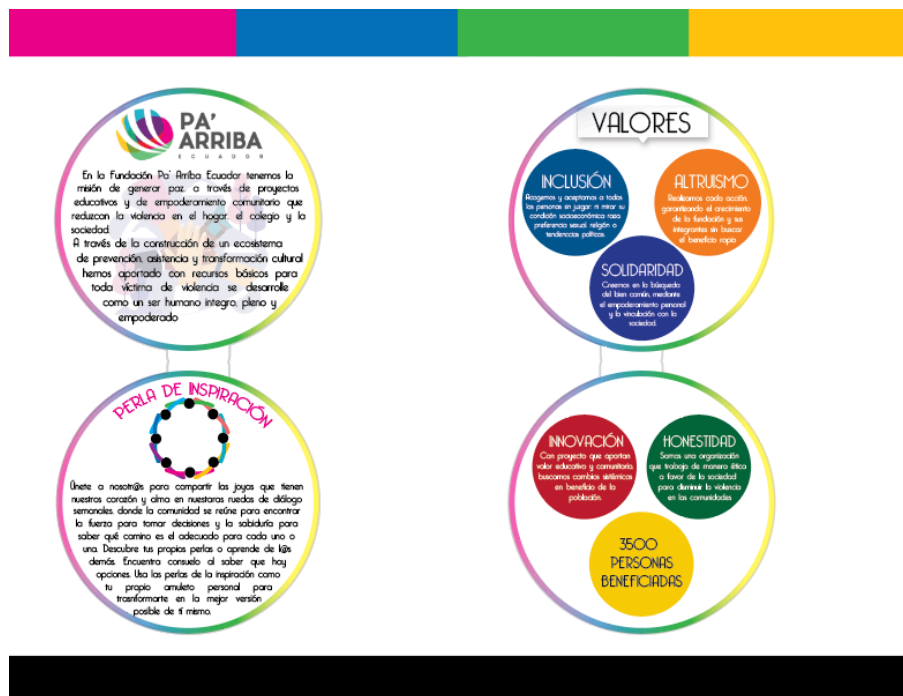 PA'
ARRIBA
ECUADOR
En la Fundación Pa' Arriba Ecuador tenemos la
misión de generar paz, a través de proyectos
educativos y de empoderamiento comunitario que
reduzcan la violencia en el hogar, el colegio y la
sociedad.
A través de la construcción de un ecosistema
de prevención, asistencia y transformación cultural
hemos aportado con recursos básicos para
toda víctima de violencia se desarrolle
como un ser humano integro, pleno y
empoderado
PERLA DE INSPIRACIÓN
Únete a nosotr@s para compartir las joyas que tienen
nuestros corazón y alma en nuestaras ruedas de diálogo
semanales, donde la comunidad se reúne para encontrar
la fuerza para tomar decisiones y la sabiduría para
saber qué camino es el adecuado para cada uno o
una. Descubre tus propias perlas o aprende de l@s
demás. Encuentra consuelo al saber que hay
opciones. Usa las perlas de la inspiración como
tu propio amuleto personal para
trasnformarte en la mejor versión
posible de tí mismo.
VALORES
INCLUSIÓN
Acogemos y aceptamos a todas
las personas sin juzgar, ni mirar su
condición socioeconómica raza
preferencia sexual religión o
tendencias políticas.
ALTRUISMO
Realisamos cada acción,
garantizando el crecimiento
de la fundación y sus
integrantes sin buscar
el beneficio ropio
SOLIDARIDAD
Creemos en la búsqueda
del bien común, mediante
el empoderamiento personal
y la vinculación con la
sociedad.
INNOVACIÓN
Con proyecto que aportan
valor educativo y comunitario,
buscamos cambios sistémicos
en beneficio de la
población.
HONESTIDAD
Somos una organización
que trabaja de manera ética
a favor de la sociedad
para disminuir la violencia
en las comunidades
3500
PERSONAS
BENEFICIADAS